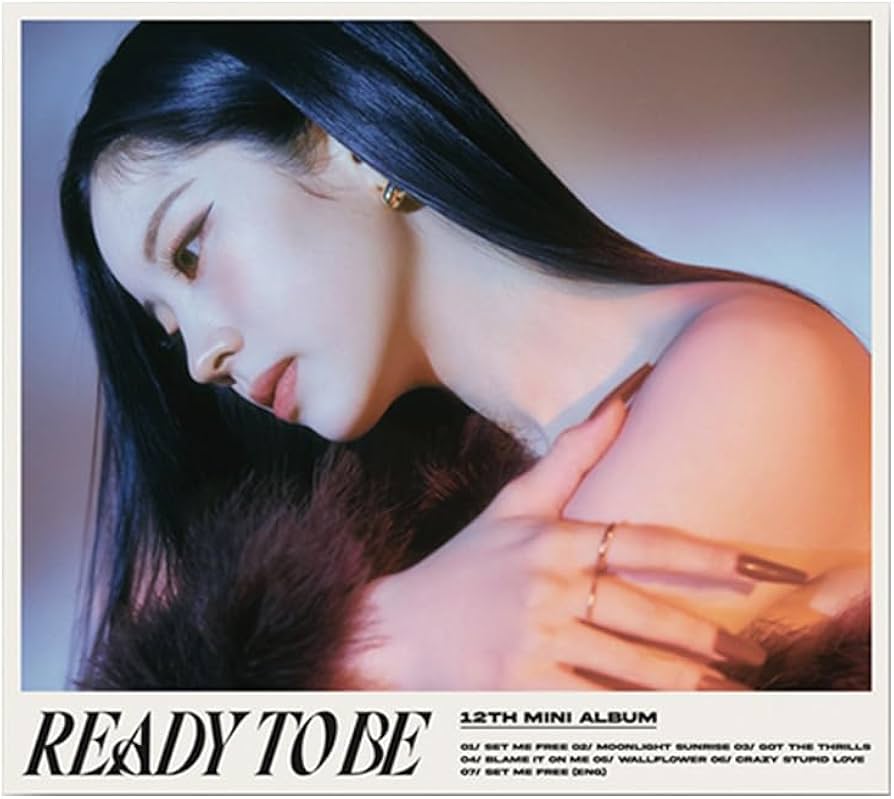 READY TO BE
12TH MINI ALBUM
01/ SET ME FREE 02/ MOONLIGHT SUNRISE 03/ GOT THE THRILLS
04/ BLAME IT ON ME 05/ WALLFLOWER 06/ CRAZY STUPID LOVE
07/ SET ME FREE (ENG)